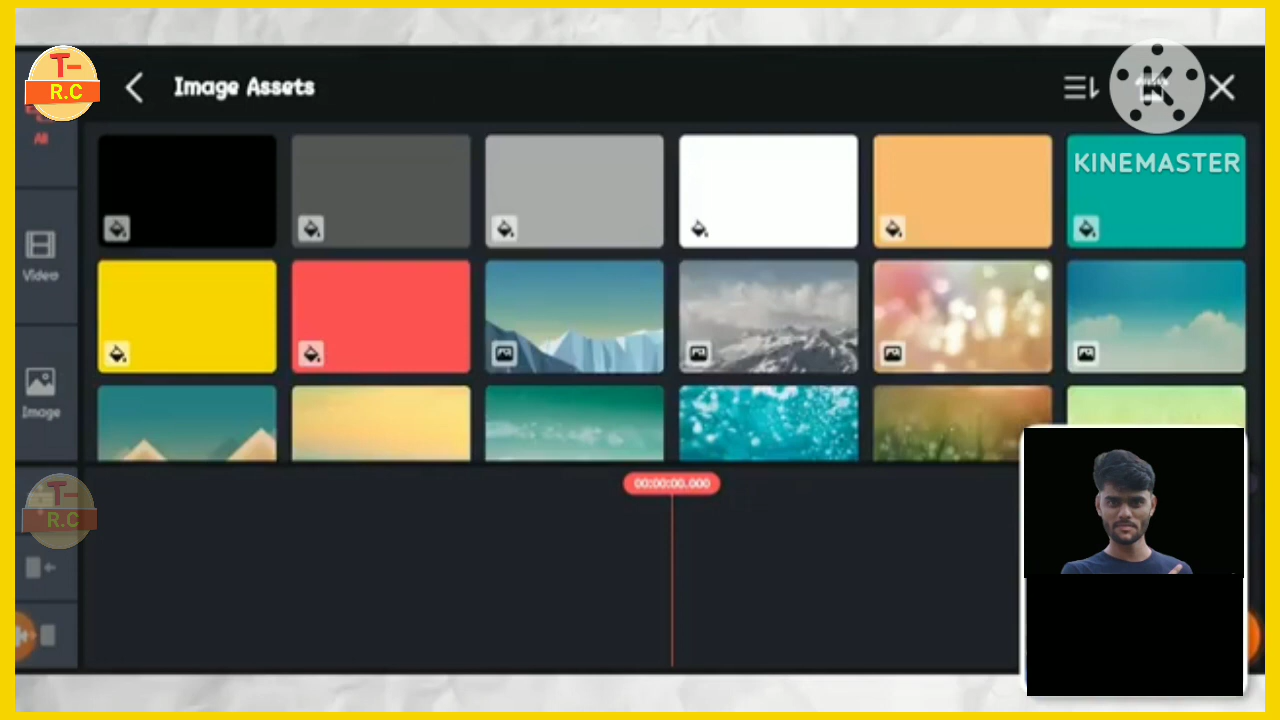 T-
R.C
Image Assets
All
KINEMASTER
Video
Image
00:00:00.000
T-
R.C